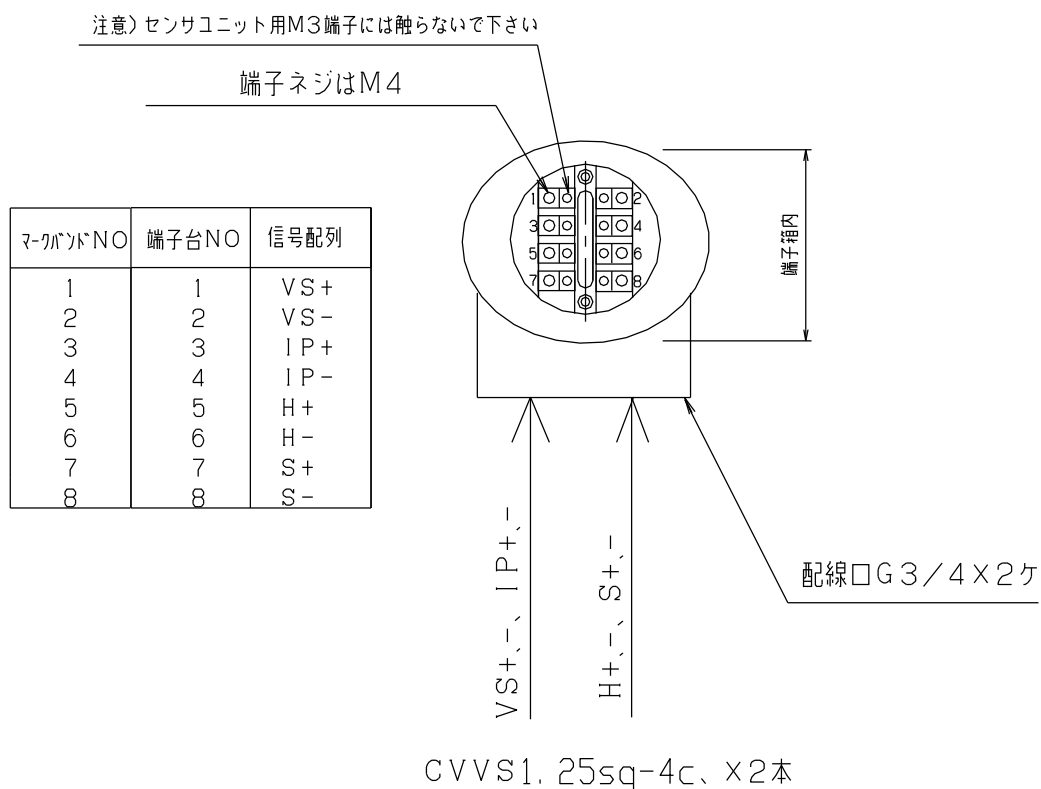 注意)センサユニット用M3端子には触らないで下さい
端子ネジはM4
1 2
3 4
5 6
7 8
端子箱内
マークバンドNO 端子台NO 信号配列
1 1 VS+
2 2 VS-
3 3 IP+
4 4 IP-
5 5 H+
6 6 H-
7 7 S+
8 8 S-
配線口G3/4×2ケ
VS+、-、IP+、-
H+、-、S+、-
CVVS1.25sq-4c、×2本